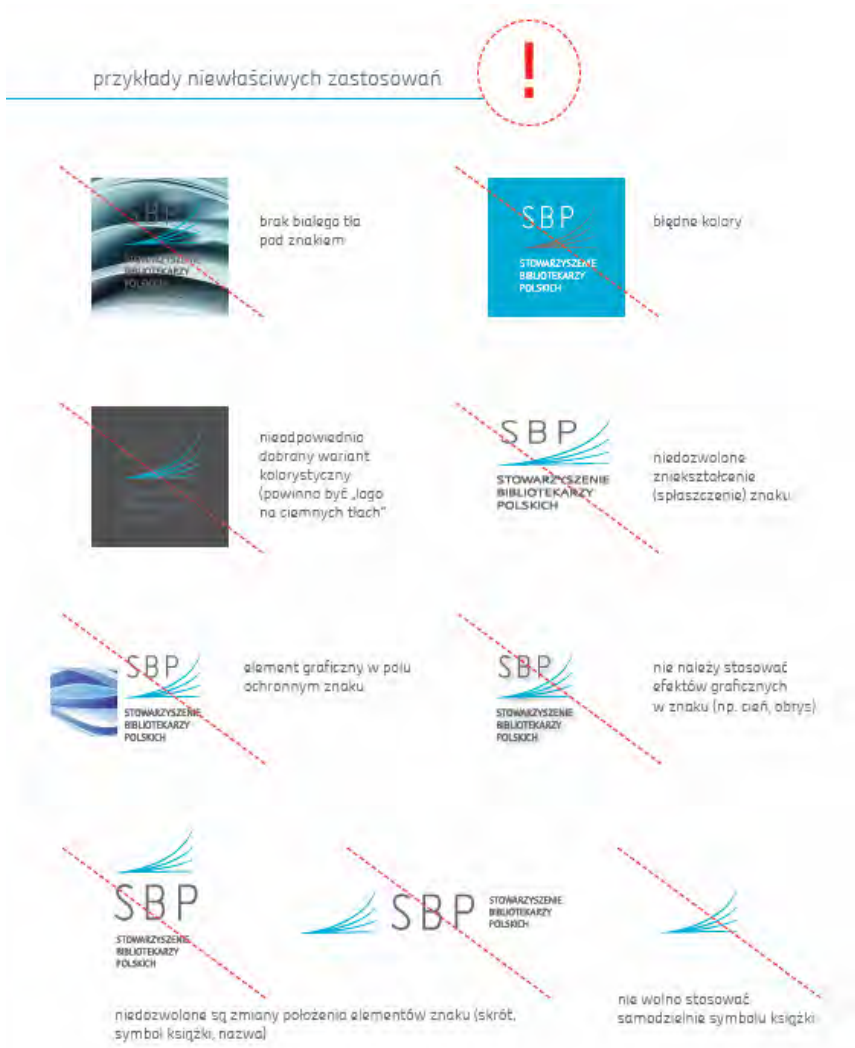 przykłady niewłaściwych zastosowań
!
SBP
STOWARZYSZENIE
BIBLIOTEKARZY
POLSKICH
brak białego tła
pod znakiem
SBP
STOWARZYSZENIE
BIBLIOTEKARZY
POLSKICH
błędne kolory
nieodpowiednio
dobrany wariant
kolorystyczny
(powinno być „logo
na ciemnych tłach"
SBP
STOWARZYSZENIE
BIBLIOTEKARZY
POLSKICH
niedozwolone
zniekształcenie
(spłaszczenie) znaku
SBP
STOWARZYSZENIE
BIBLIOTEKARZY
POLSKICH
element graficzny w polu
ochronnym znaku
SBP
STOWARZYSZENIE
BIBLIOTEKARZY
POLSKICH
nie należy stosować
efektów graficznych
w znaku (np. cień, obrys)
SBP
STOWARZYSZENIE
BIBLIOTEKARZY
POLSKICH
SBP
STOWARZYSZENIE
BIBLIOTEKARZY
POLSKICH
niedozwolone są zmiany położenia elementów znaku (skrót,
symbol książki, nazwa)
nie wolno stosować
samodzielnie symbolu książki